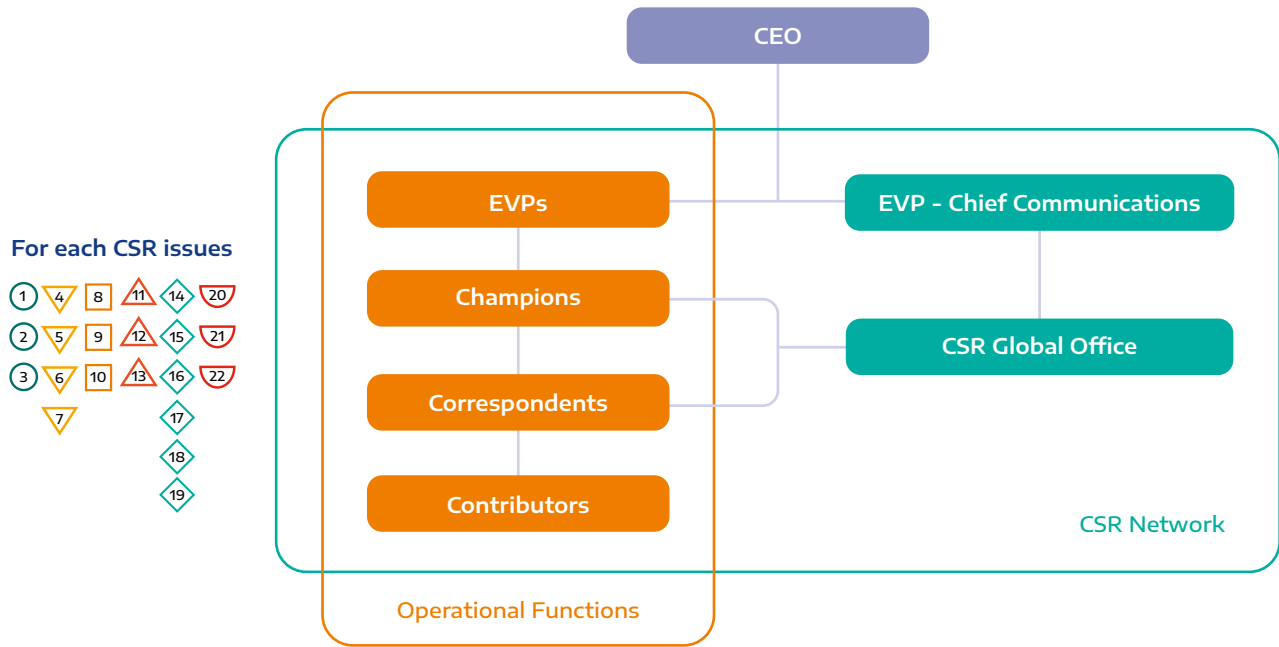 CEO
EVPs
EVP - Chief Communications
For each CSR issues
1 4 8 11 14 20
Champions
2 5 9 12 15 21
CSR Global Office
3 6 10 13 16 22
Correspondents
7 17
18
19
Contributors
CSR Network
Operational Functions